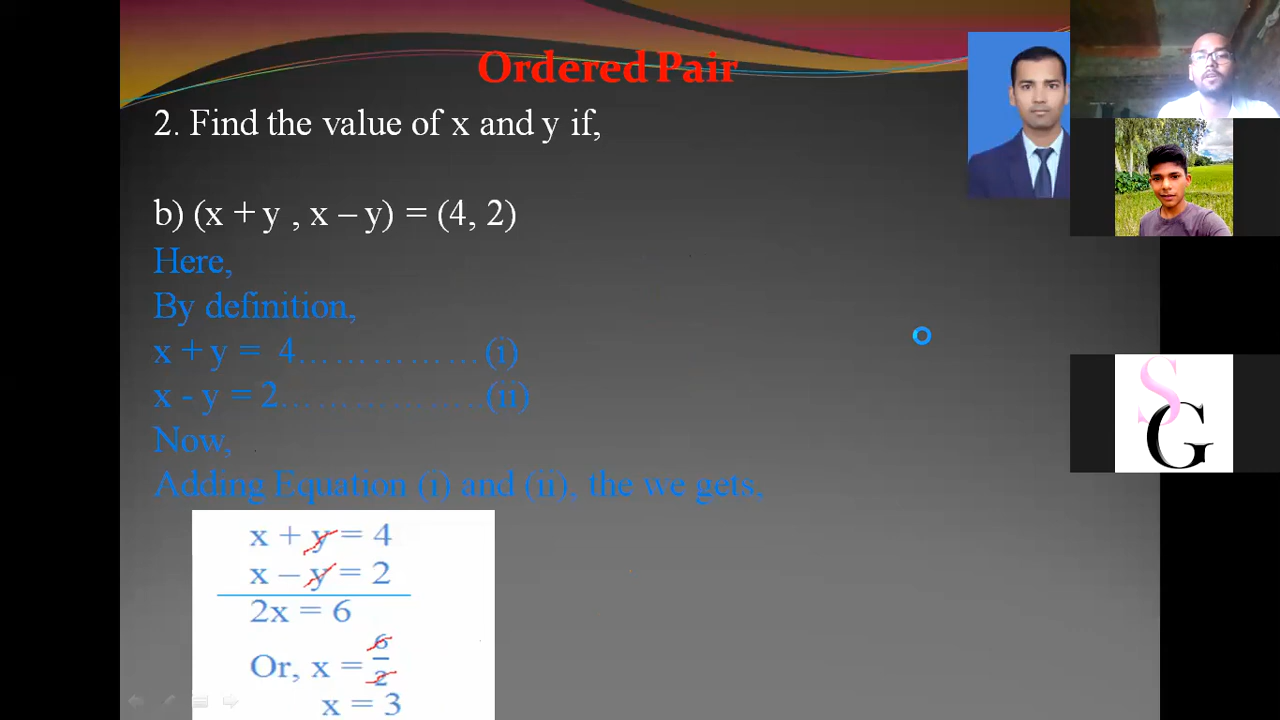 Ordered Pair
2. Find the value of x and y if,
b) (x + y , x – y) = (4, 2)
Here,
By definition,
x + y = 4……………(i)
x - y = 2………………(ii)
Now,
Adding Equation (i) and (ii), the we gets,
x + y = 4
x – y = 2
2x = 6
Or, x = 6/2
x = 3
SG